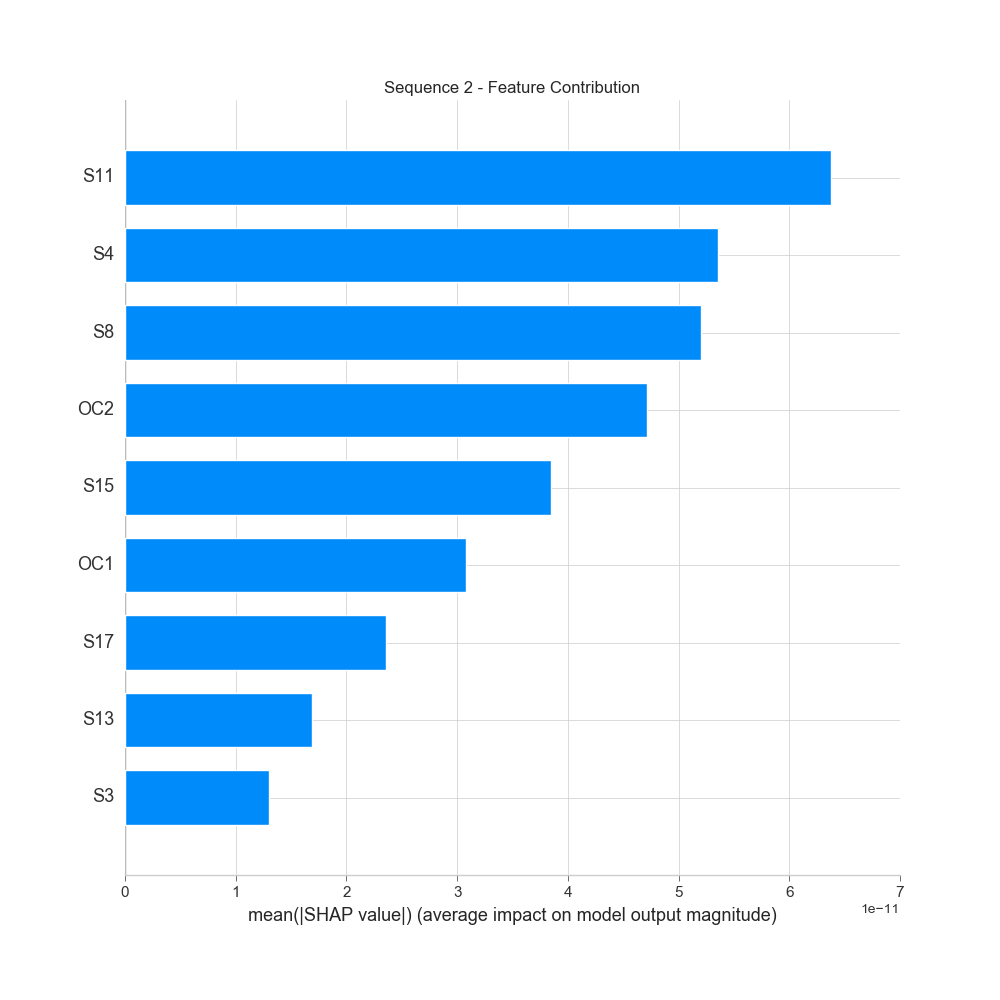 Sequence 2 - Feature Contribution
S11
S4
S8
OC2
S15
OC1
S17
S13
S3
0 1 2 3 4 5 6 7
1e−11
mean(|SHAP value|) (average impact on model output magnitude)